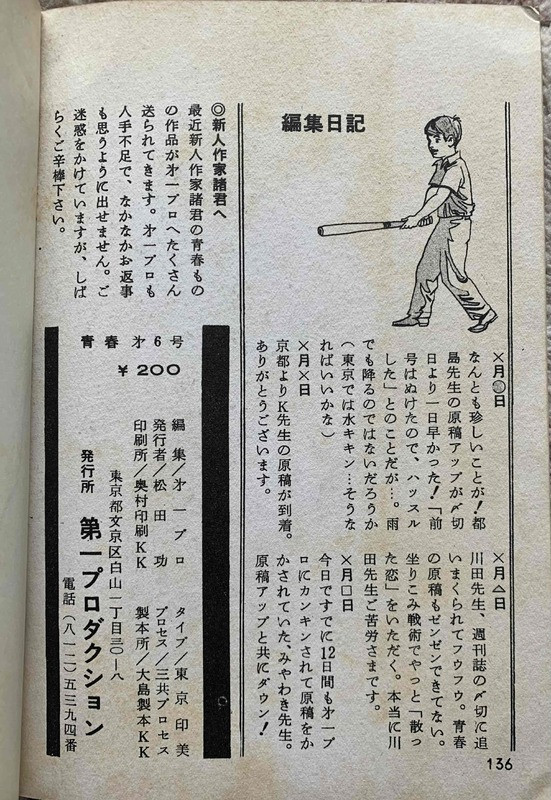 編集日記
×月◎日
なんとも珍しいことが!都
島先生の原稿アップが〆切
日より一日早かった!「前
号はぬけたので、ハッスル
した」とのことだが…。雨
でも降るのではないだろうか
(東京では水キキン…そうな
ればいいかな)
×月×日
京都よりK先生の原稿が到着。
ありがとうございます。
×月△日
川田先生、週刊誌の〆切に追
いまくられてフウフウ。青春
の原稿もゼンゼンできてない。
坐りこみ戦術でやっと「散っ
た恋」をいただく。本当に川
田先生ご苦労さまです。
×月□日
今日ですでに12日間も㐧一プ
ロにカンキンされて原稿をか
かされていた、みやわき先生。
原稿アップと共にダウン!
◎新人作家諸君へ
最近新人作家諸君の青春もの
の作品が㐧一プロへたくさん
送られてきます。㐧一プロも
人手不足で、なかなかお返事
も思うように出せません。ご
迷惑をかけていますが、しば
らくご辛棒下さい。
青春 㐧6号
¥200
編集/㐧一プロ
タイプ/東京印美
発行者/松田功
プロセス/三共プロセス
印刷所/奥村印刷KK
製本所/大島製本KK
東京都文京区白山一丁目三〇-八
発行所 第一プロダクション
電話(八一二)五三九四番
136